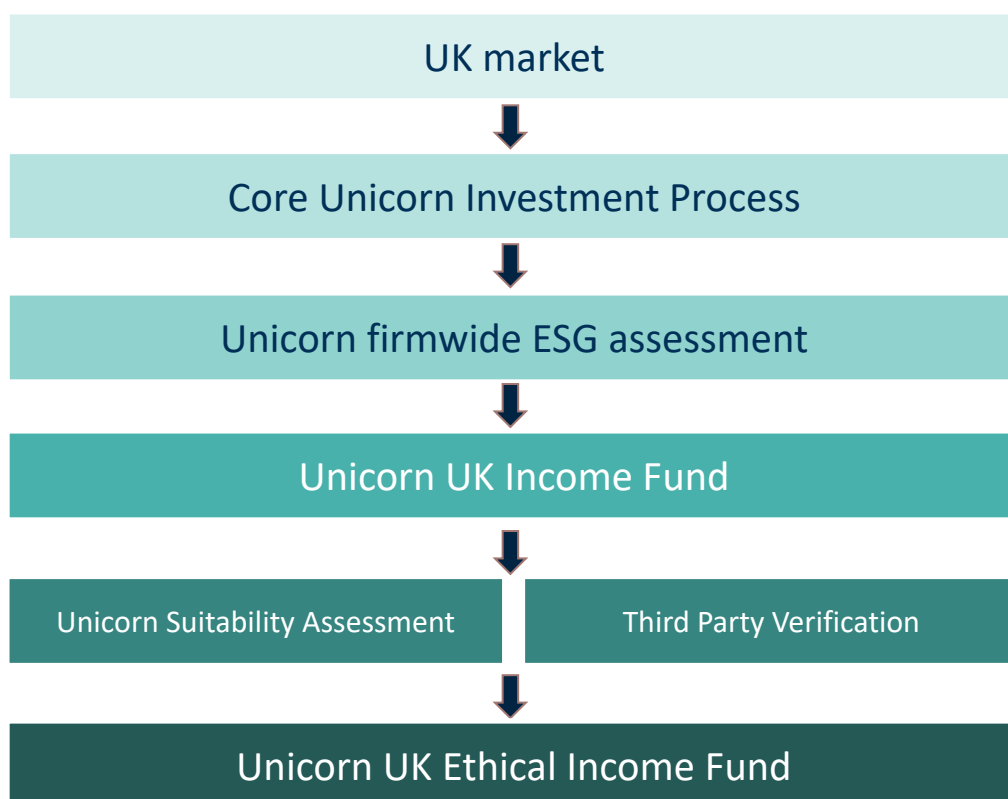 UK market
Core Unicorn Investment Process
Unicorn firmwide ESG assessment
Unicorn UK Income Fund
Unicorn Suitability Assessment
Third Party Verification
Unicorn UK Ethical Income Fund